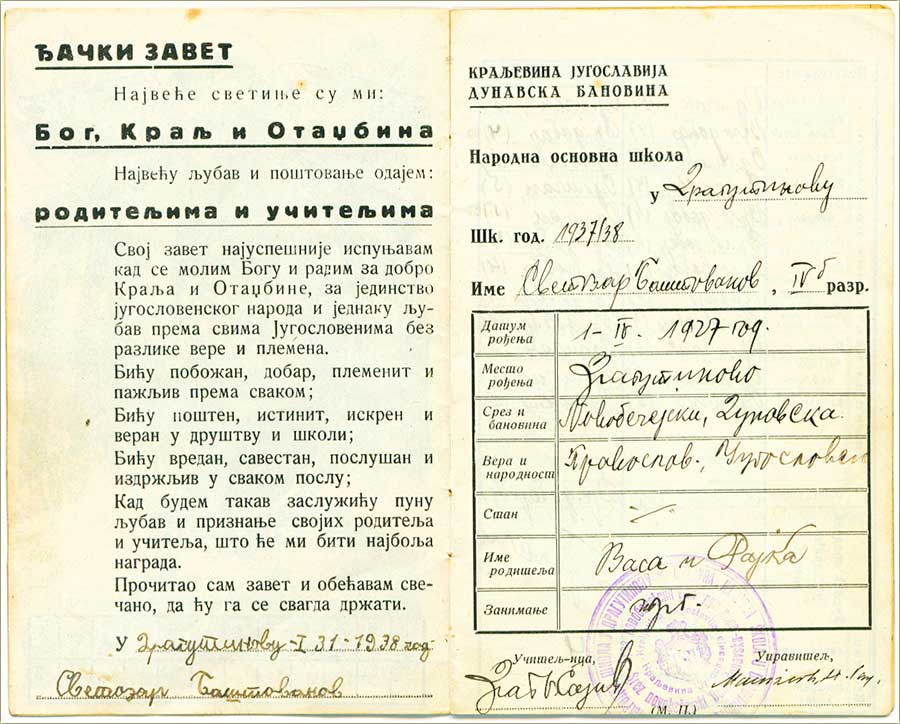 ЂАЧКИ ЗАВЕТ
Највеће светиње су ми:
Бог, Краљ и Отаџбина
Највећу љубав и поштовање одајем:
родитељима и учитељима
Свој завет најуспешније испуњавам
кад се молим Богу и радим за добро
Краља и Отаџбине, за јединство
југословенског народа и једнаку љу-
бав према свима Југословенима без
разлике вере и племена.
Бићу побожан, добар, племенит и
пажљив према сваком;
Бићу поштен, истинит, искрен и
веран у друштву и школи;
Бићу вредан, савестан, послушан и
издржљив у сваком послу;
Кад будем такав заслужићу пуну
љубав и признање својих родитеља
и учитеља, што ће ми бити најбоља
награда.
Прочитао сам завет и обећавам све-
чано, да ћу га се свагда држати.
У Драгутинову - I 31 - 1938 год
Светозар Баштованов
КРАЉЕВИНА ЈУГОСЛАВИЈА
ДУНАВСКА БАНОВИНА
Народна основна школа
у Драгутинову
Шк. год. 1937/38
Име Светозар Баштованов, IV б разр.
Датум рођења 1-IV. 1927 год.
Место рођења Драгутиново
Срез и бановина Новобечејски, Дунавска.
Вера и народност Православ., Југословен
Стан
Име родитеља Васа и Рајка
Занимање
Учитељ-ица, Управитељ,
(М. П.)